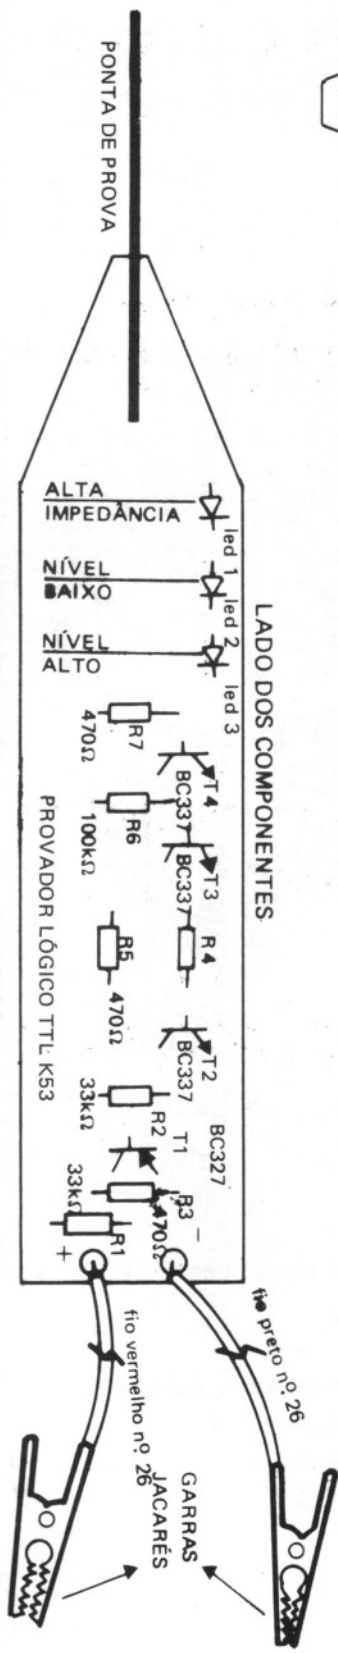 PONTA DE PROVA
LADO DOS COMPONENTES
ALTA
IMPEDÂNCIA
led 1
NÍVEL
BAIXO
led 2
NÍVEL
ALTO
led 3
R7
470Ω
T4
BC337
R6
100kΩ
T3
BC337
R4
R5
470Ω
T2
BC337
R2
33kΩ
T1
BC327
R3
470Ω
R1
33kΩ
+
−
PROVADOR LÓGICO TTL K53
fio preto nº 26
fio vermelho nº 26
GARRAS
JACARÉS